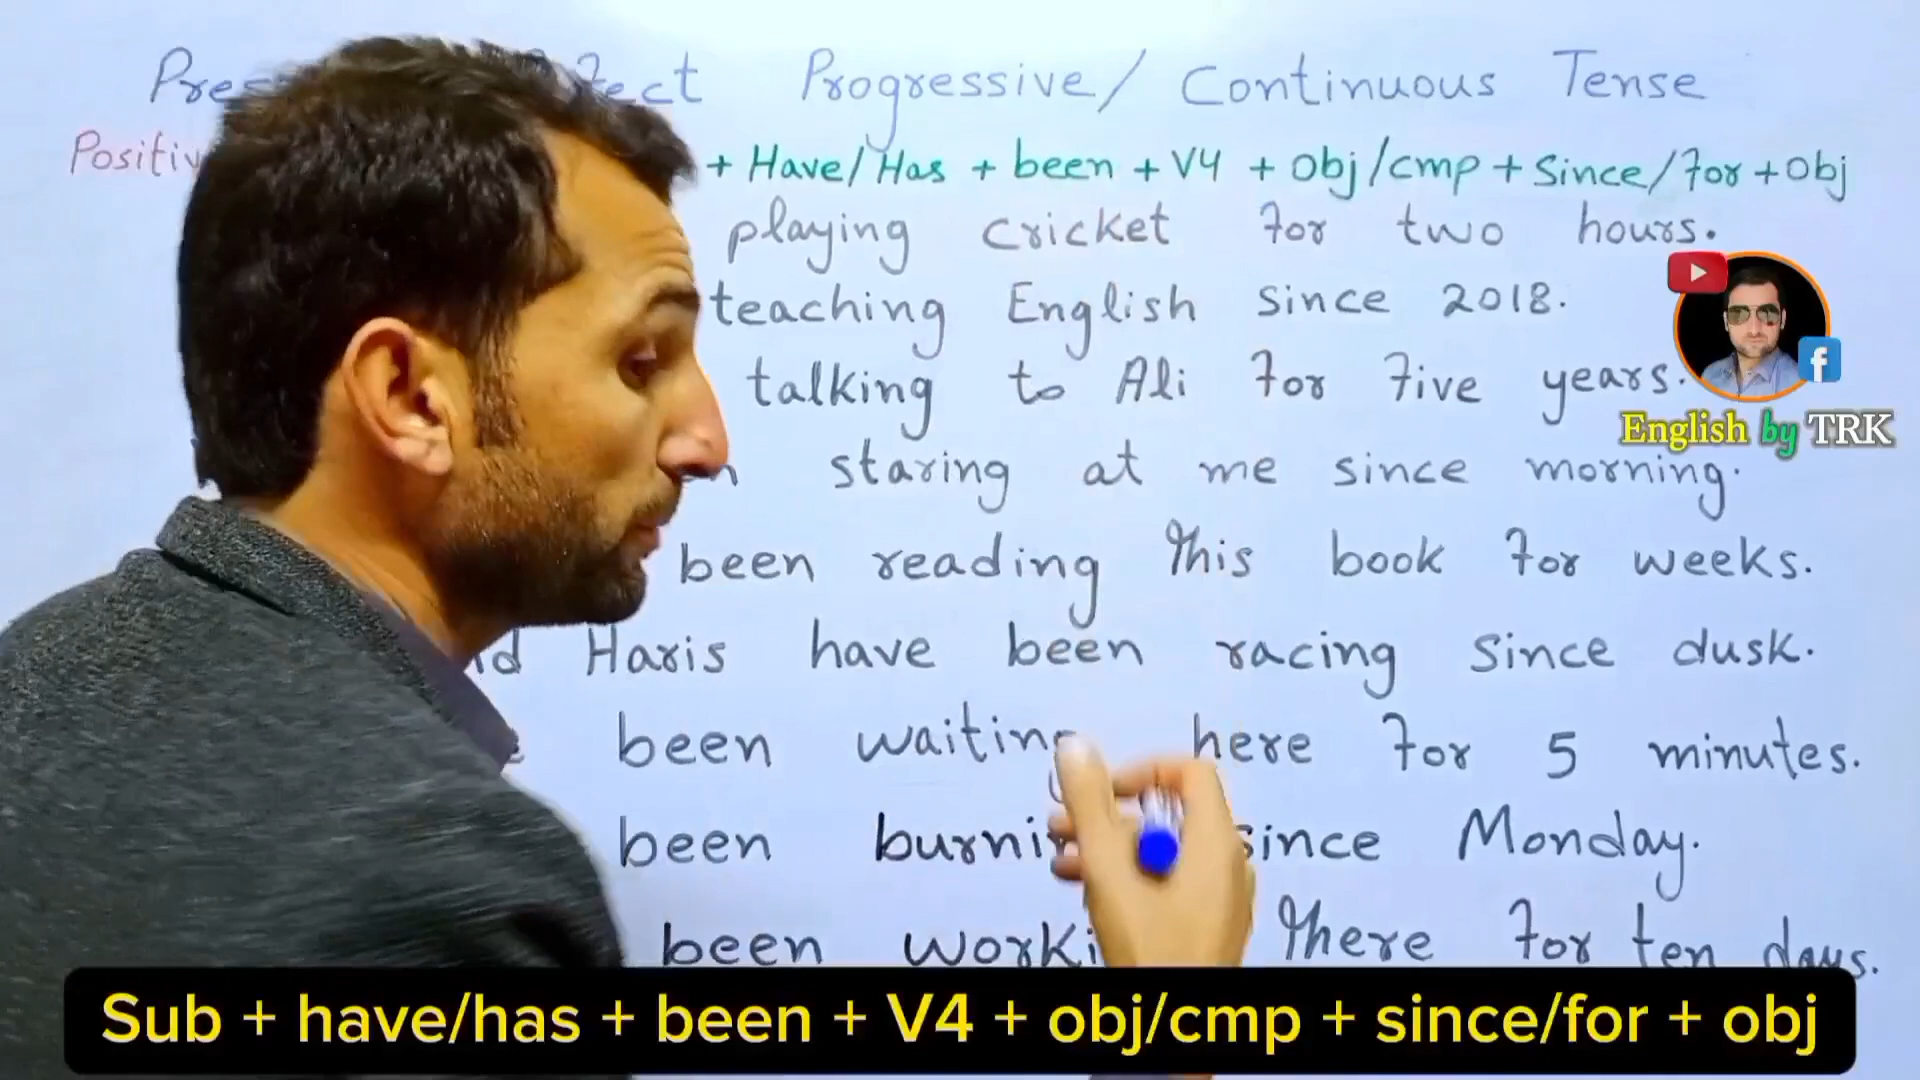 Progressive/ Continuous Tense
+ Have/Has + been + V4 + Obj/cmp + Since/for + Obj
playing cricket for two hours.
teaching English since 2018.
talking to Ali for five years.
English by TRK
staring at me since morning.
been reading this book for weeks.
Haris have been racing since dusk.
been waiting here for 5 minutes.
been since Monday.
been there for ten days.
Sub + have/has + been + V4 + obj/cmp + since/for + obj